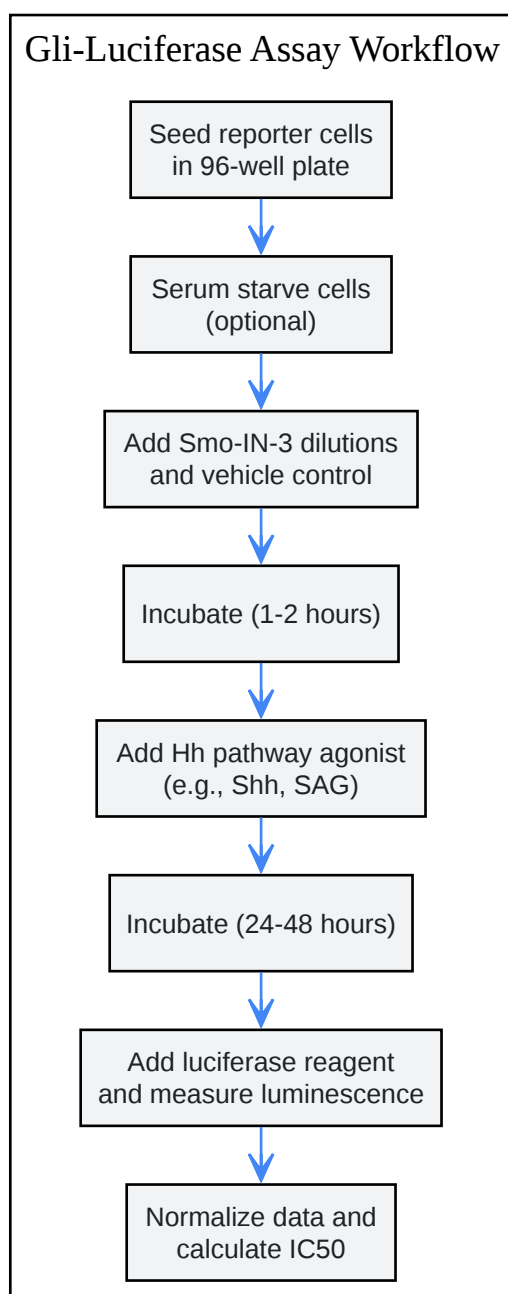 Gli-Luciferase Assay Workflow
Seed reporter cells
in 96-well plate
Serum starve cells
(optional)
Add Smo-IN-3 dilutions
and vehicle control
Incubate (1-2 hours)
Add Hh pathway agonist
(e.g., Shh, SAG)
Incubate (24-48 hours)
Add luciferase reagent
and measure luminescence
Normalize data and
calculate IC50